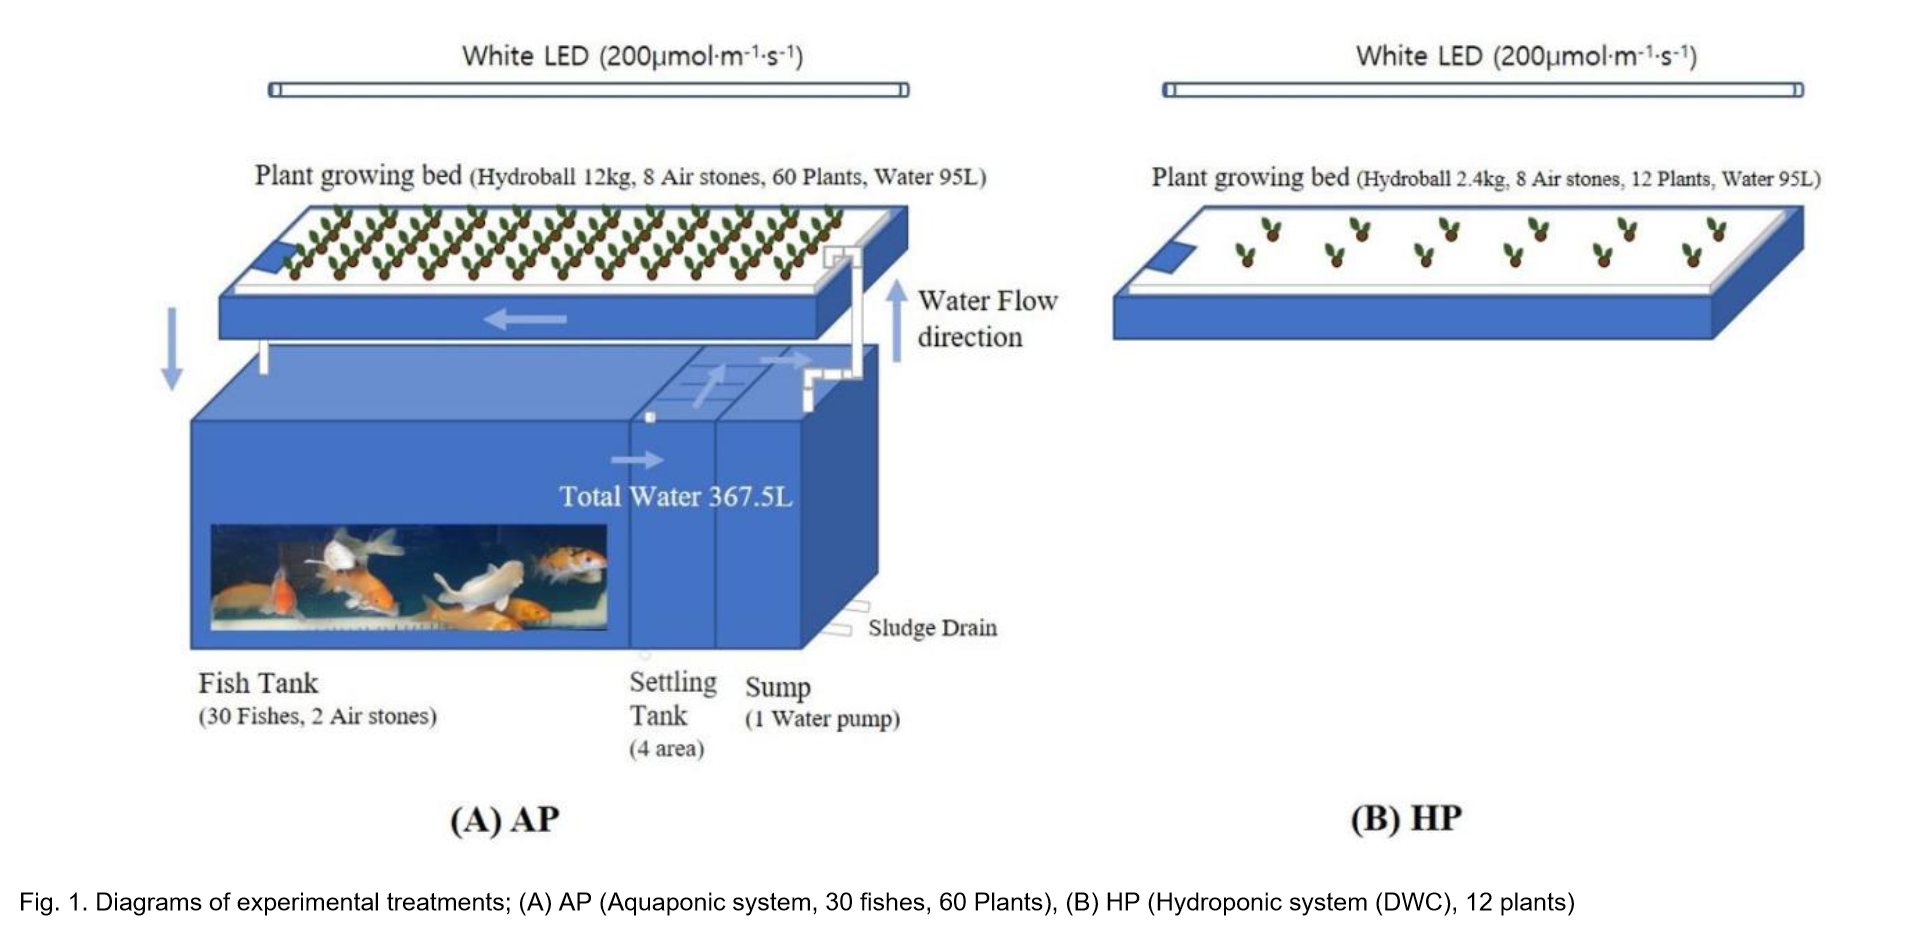 White LED (200μmol·m⁻¹·s⁻¹)
Plant growing bed (Hydroball 12kg, 8 Air stones, 60 Plants, Water 95L)
Water Flow
direction
Total Water 367.5L
Sludge Drain
Fish Tank
(30 Fishes, 2 Air stones)
Settling
Tank
(4 area)
Sump
(1 Water pump)
(A) AP
White LED (200μmol·m⁻¹·s⁻¹)
Plant growing bed (Hydroball 2.4kg, 8 Air stones, 12 Plants, Water 95L)
(B) HP
Fig. 1. Diagrams of experimental treatments; (A) AP (Aquaponic system, 30 fishes, 60 Plants), (B) HP (Hydroponic system (DWC), 12 plants)